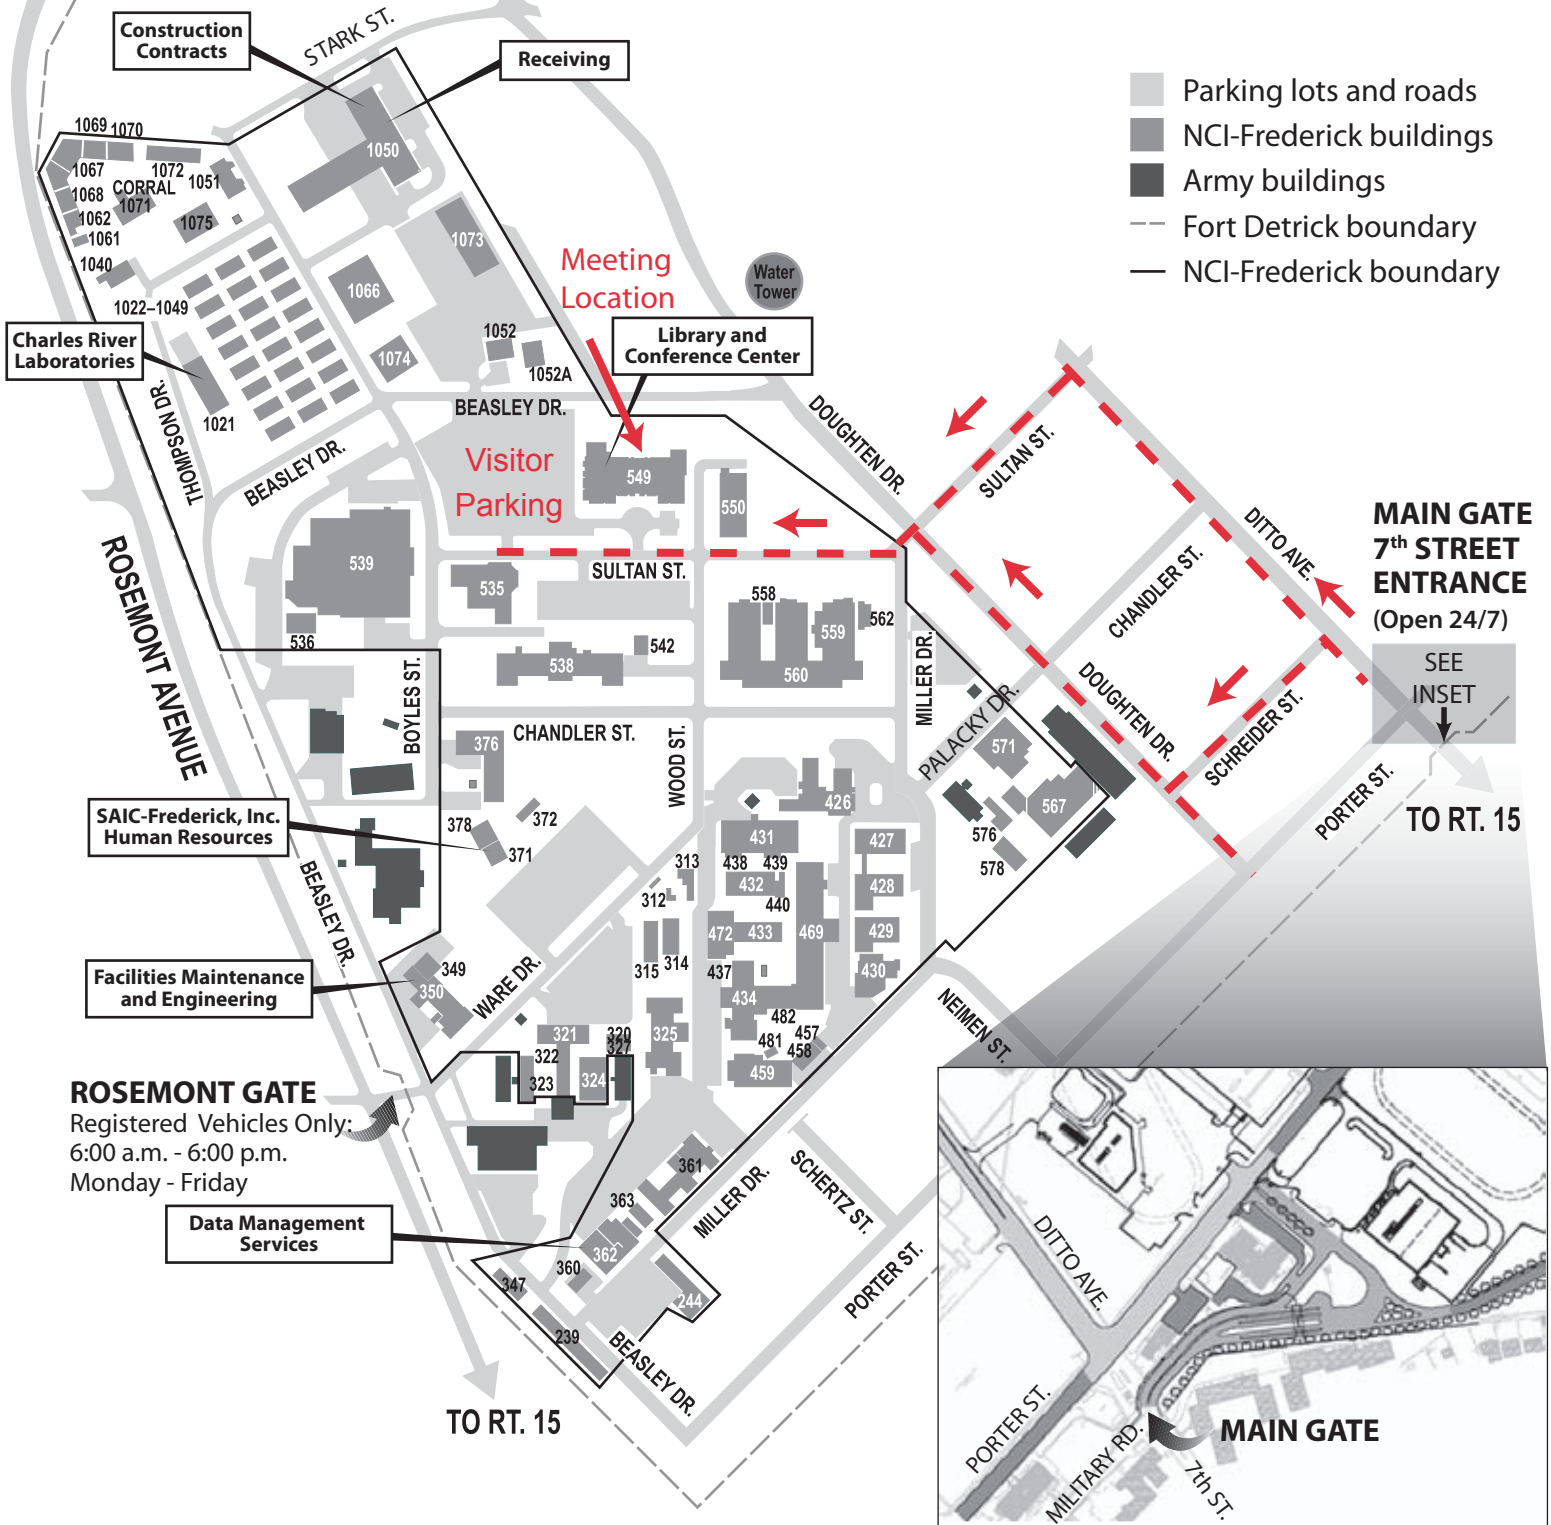 STARK ST.
Construction
Contracts
Receiving
Parking lots and roads
NCI-Frederick buildings
Army buildings
Fort Detrick boundary
NCI-Frederick boundary
1069
1070
1067
1072
1051
1050
1068
CORRAL
1071
1062
1075
1061
1040
1073
1022–1049
1066
Meeting
Location
Water
Tower
Charles River
Laboratories
1074
1052
1052A
Library and
Conference Center
THOMPSON DR.
1021
BEASLEY DR.
BEASLEY DR.
DOUGHTEN DR.
SULTAN ST.
Visitor
Parking
549
550
DITTO AVE.
MAIN GATE
7th STREET
ENTRANCE
(Open 24/7)
CHANDLER ST.
ROSEMONT AVENUE
539
535
SULTAN ST.
536
558
559
562
560
542
538
MILLER DR.
SEE
INSET
BOYLES ST.
CHANDLER ST.
WOOD ST.
PALACKY DR.
DOUGHTEN DR.
SCHREIDER ST.
PORTER ST.
TO RT. 15
376
571
567
576
578
426
SAIC-Frederick, Inc.
Human Resources
378
372
371
431
427
438
439
313
432
440
428
312
BEASLEY DR.
472
433
469
429
315
314
437
430
434
482
Facilities Maintenance
and Engineering
349
350
WARE DR.
NEIMEN ST.
321
320
327
325
322
323
324
481
457
458
459
ROSEMONT GATE
Registered Vehicles Only:
6:00 a.m. - 6:00 p.m.
Monday - Friday
Data Management
Services
361
363
362
360
MILLER DR.
SCHERTZ ST.
PORTER ST.
347
244
239
BEASLEY DR.
TO RT. 15
DITTO AVE.
PORTER ST.
MILITARY RD.
7th ST.
MAIN GATE